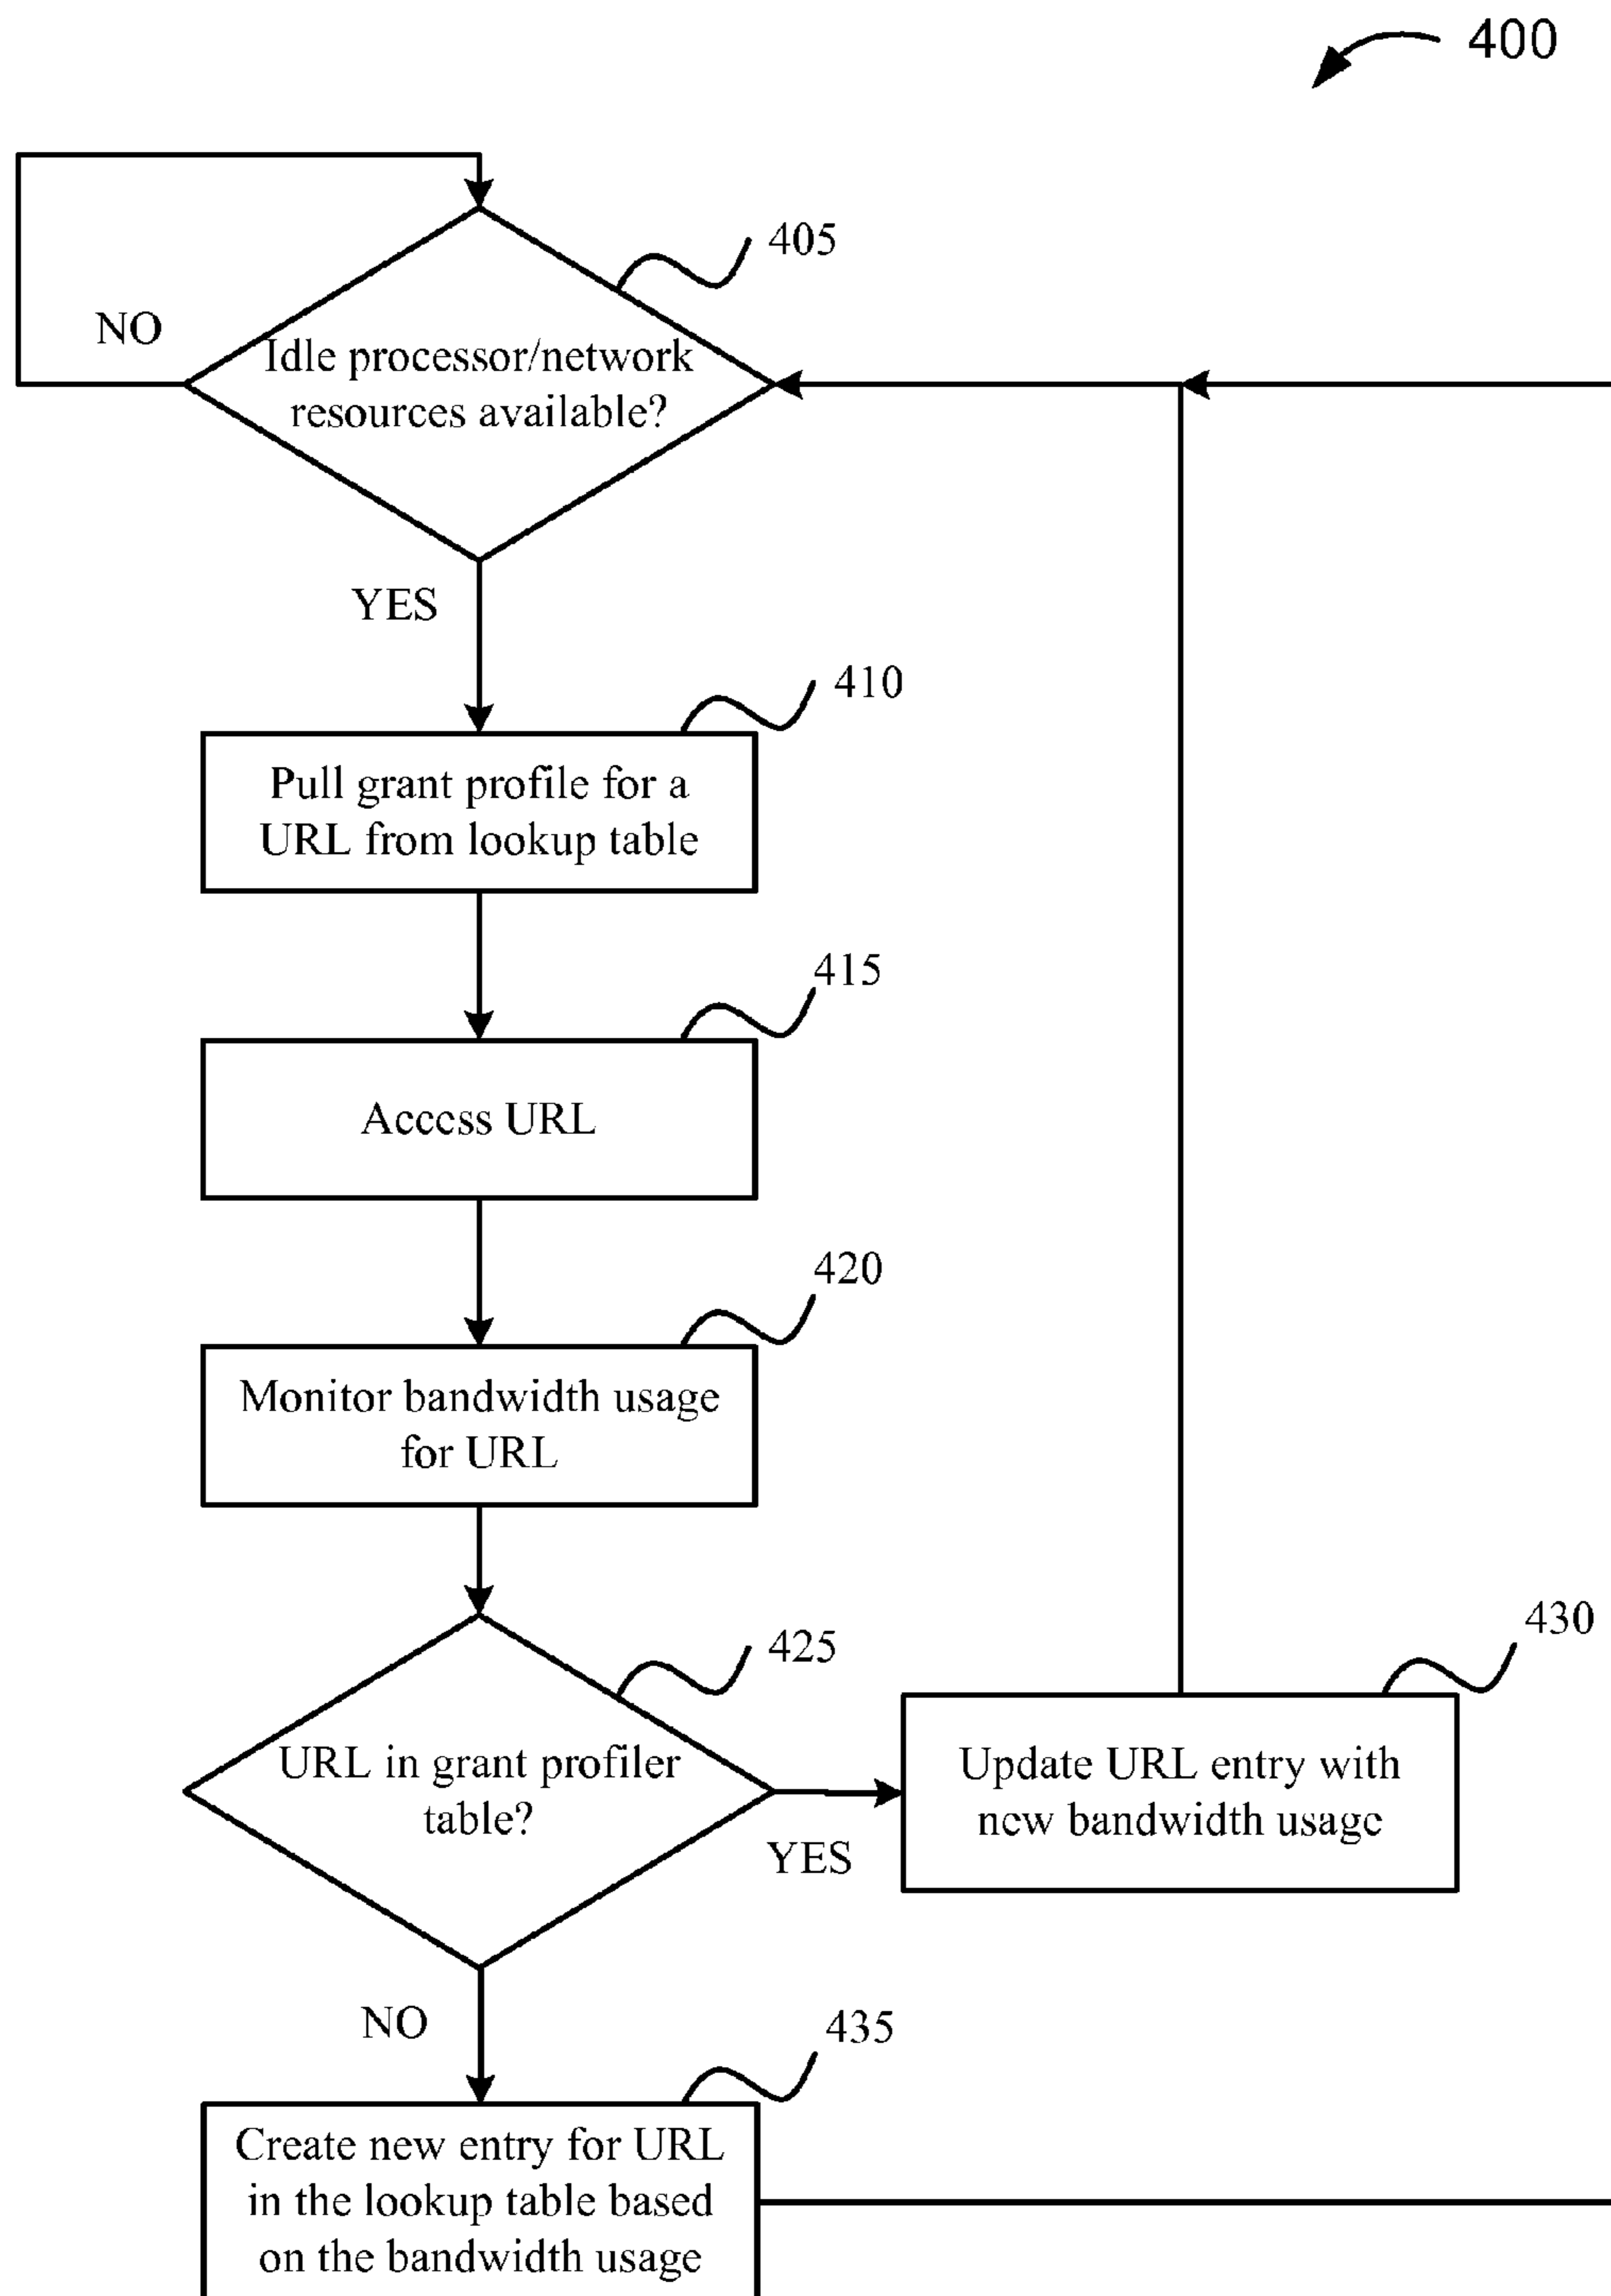 400
405
NO
Idle processor/network
resources available?
YES
410
Pull grant profile for a
URL from lookup table
415
Access URL
420
Monitor bandwidth usage
for URL
425
430
URL in grant profiler
table?
YES
Update URL entry with
new bandwidth usage
NO
435
Create new entry for URL
in the lookup table based
on the bandwidth usage